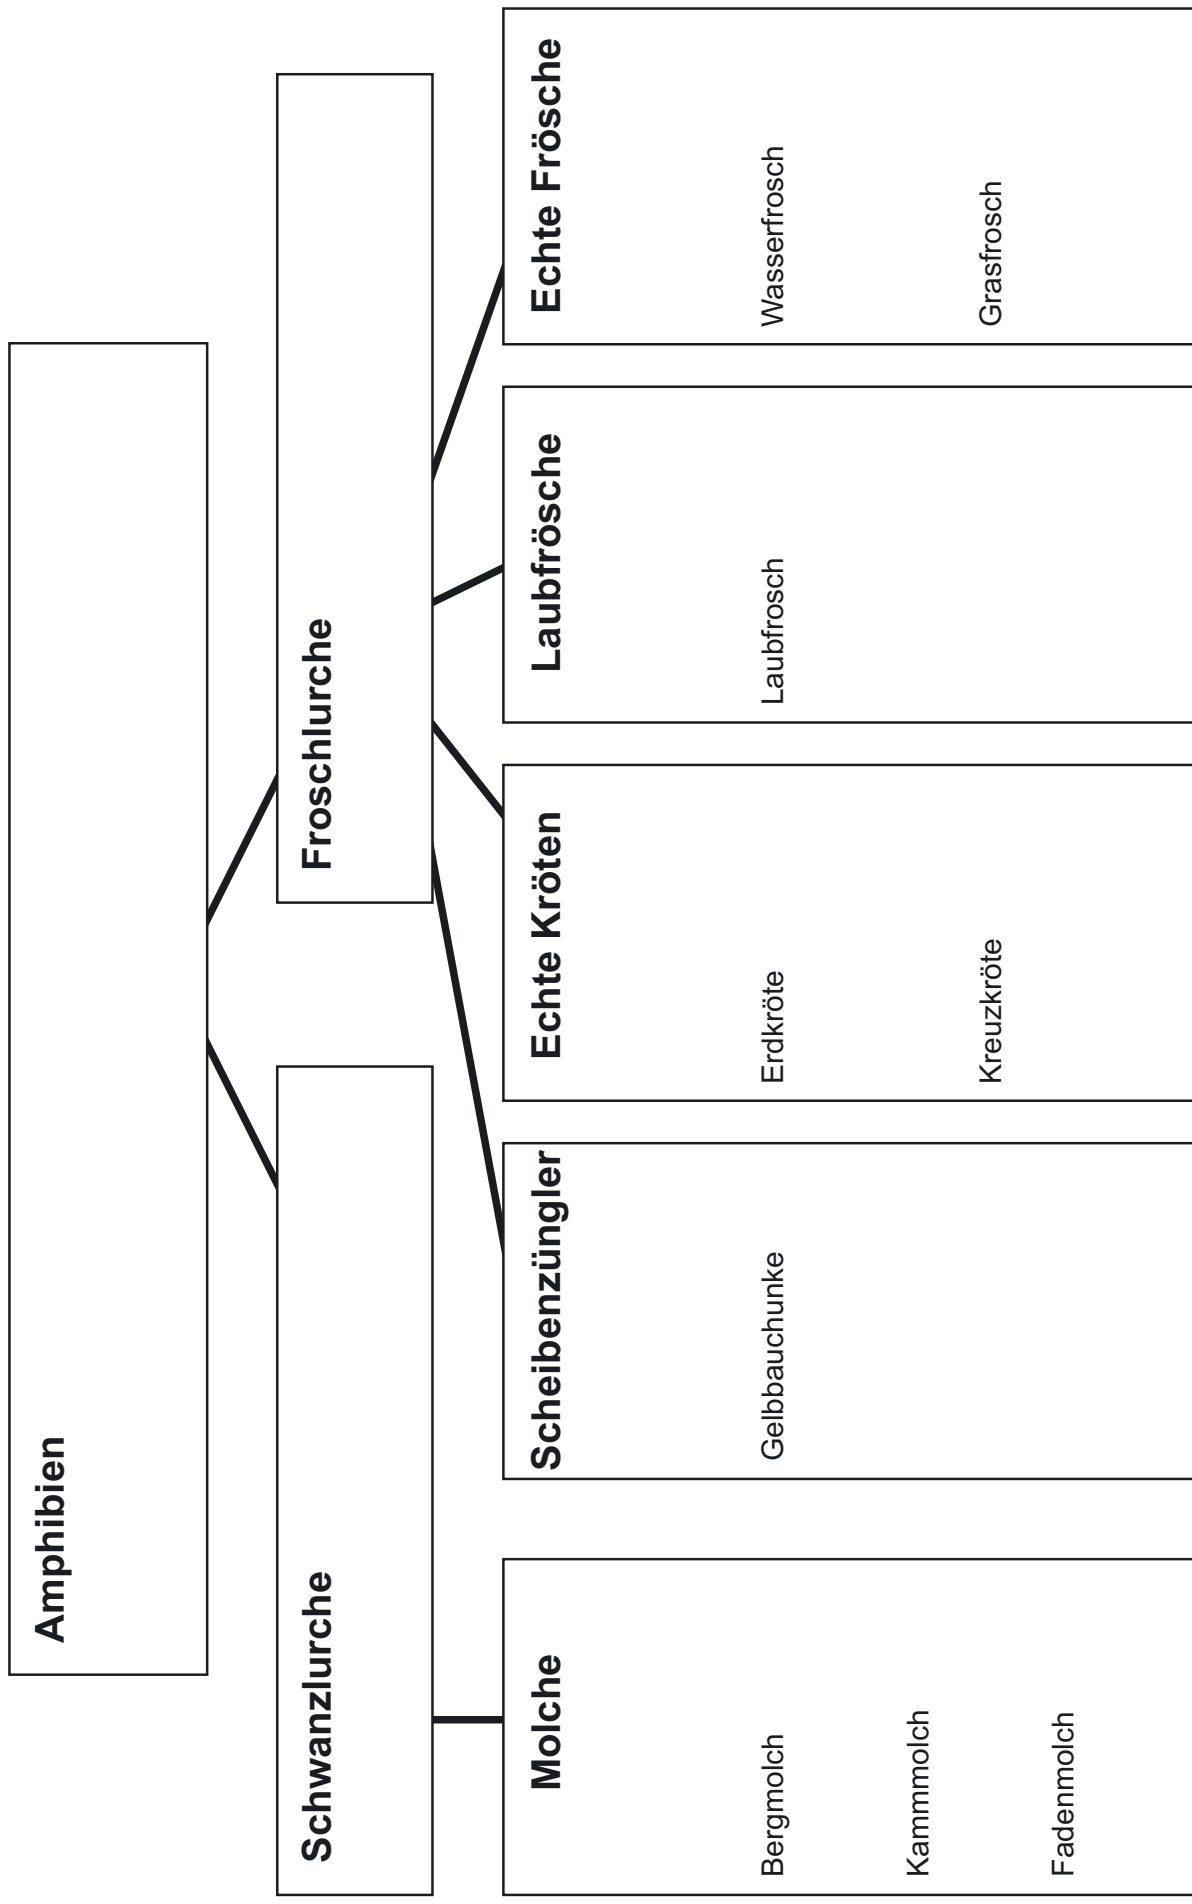 Amphibien
Schwanzlurche
Froschlurche
Molche
Bergmolch
Kammmolch
Fadenmolch
Scheibenzüngler
Gelbbauchunke
Echte Kröten
Erdkröte
Kreuzkröte
Laubfrösche
Laubfrosch
Echte Frösche
Wasserfrosch
Grasfrosch